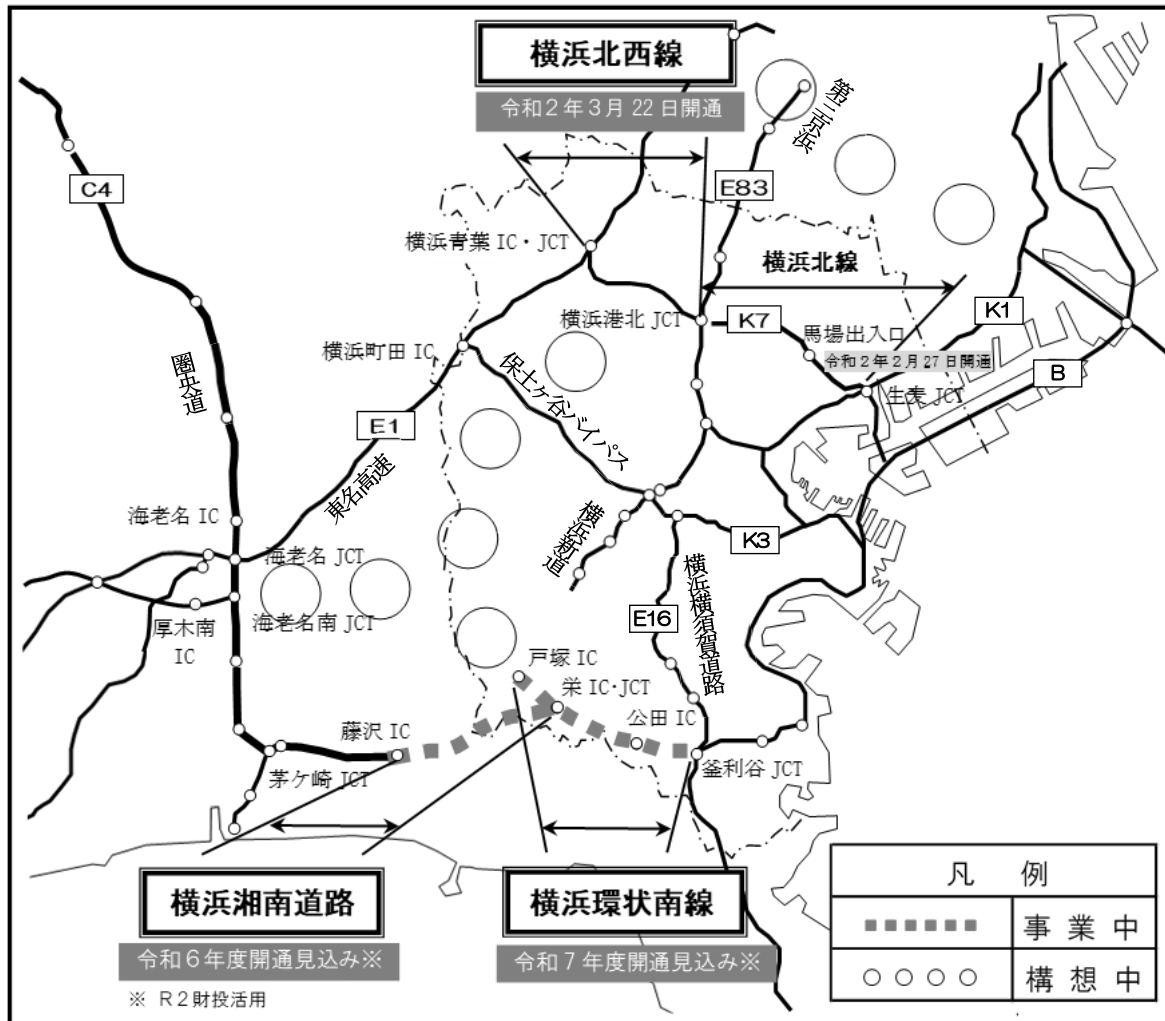 横浜北西線
令和2年3月22日開通
第三京浜
C4
E83
横浜青葉 IC・JCT
横浜北線
横浜港北 JCT
K7
K1
馬場出入口
令和2年2月27日開通
横浜町田 IC
生麦 JCT
B
圏央道
保土ヶ谷バイパス
E1
東名高速
海老名 IC
横浜新道
K3
海老名 JCT
横浜横須賀道路
海老名南 JCT
厚木南
IC
E16
戸塚 IC
栄 IC・JCT
藤沢 IC
公田 IC
茅ケ崎 JCT
釜利谷 JCT
横浜湘南道路
令和6年度開通見込み※
※ R2財投活用
横浜環状南線
令和7年度開通見込み※
凡 例
事 業 中
構 想 中